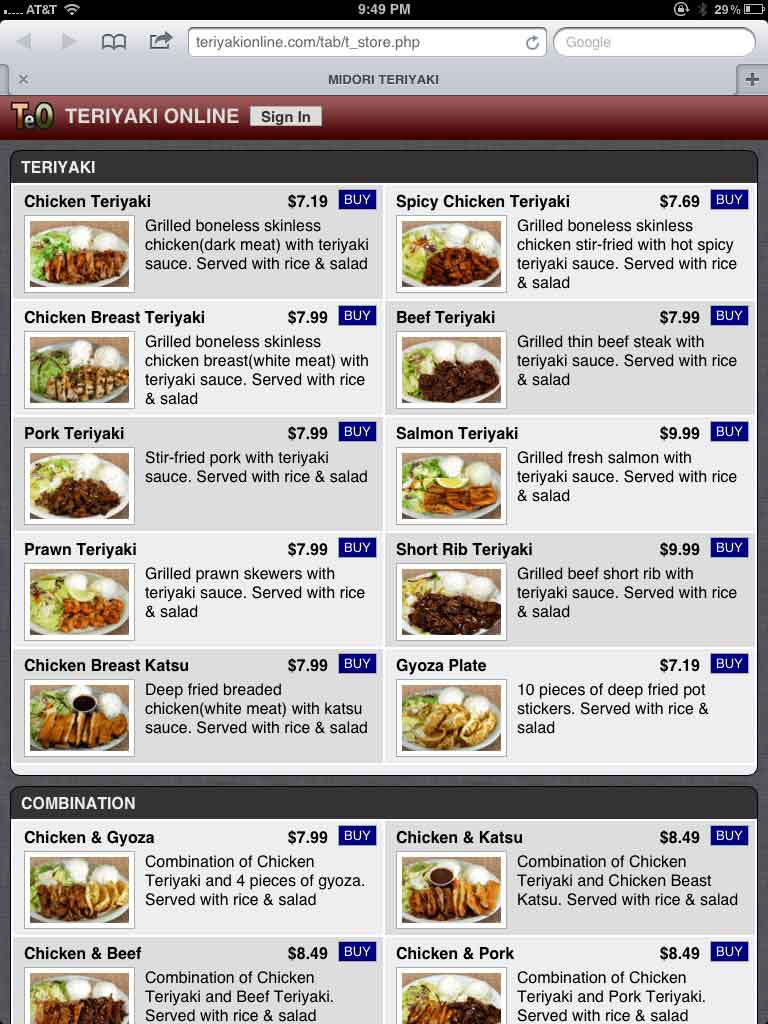 AT&T 9:49 PM 29%
teriyakionline.com/tab/t_store.php Google
MIDORI TERIYAKI
TeO TERIYAKI ONLINE Sign In
TERIYAKI
Chicken Teriyaki $7.19 BUY
Grilled boneless skinless
chicken(dark meat) with teriyaki
sauce. Served with rice & salad
Spicy Chicken Teriyaki $7.69 BUY
Grilled boneless skinless
chicken stir-fried with hot spicy
teriyaki sauce. Served with rice
& salad
Chicken Breast Teriyaki $7.99 BUY
Grilled boneless skinless
chicken breast(white meat) with
teriyaki sauce. Served with rice
& salad
Beef Teriyaki $7.99 BUY
Grilled thin beef steak with
teriyaki sauce. Served with rice
& salad
Pork Teriyaki $7.99 BUY
Stir-fried pork with teriyaki
sauce. Served with rice & salad
Salmon Teriyaki $9.99 BUY
Grilled fresh salmon with
teriyaki sauce. Served with rice
& salad
Prawn Teriyaki $7.99 BUY
Grilled prawn skewers with
teriyaki sauce. Served with rice
& salad
Short Rib Teriyaki $9.99 BUY
Grilled beef short rib with
teriyaki sauce. Served with rice
& salad
Chicken Breast Katsu $7.99 BUY
Deep fried breaded
chicken(white meat) with katsu
sauce. Served with rice & salad
Gyoza Plate $7.19 BUY
10 pieces of deep fried pot
stickers. Served with rice &
salad
COMBINATION
Chicken & Gyoza $7.99 BUY
Combination of Chicken
Teriyaki and 4 pieces of gyoza.
Served with rice & salad
Chicken & Katsu $8.49 BUY
Combination of Chicken
Teriyaki and Chicken Beast
Katsu. Served with rice & salad
Chicken & Beef $8.49 BUY
Combination of Chicken
Teriyaki and Beef Teriyaki.
Served with rice & salad
Chicken & Pork $8.49 BUY
Combination of Chicken
Teriyaki and Pork Teriyaki.
Served with rice & salad